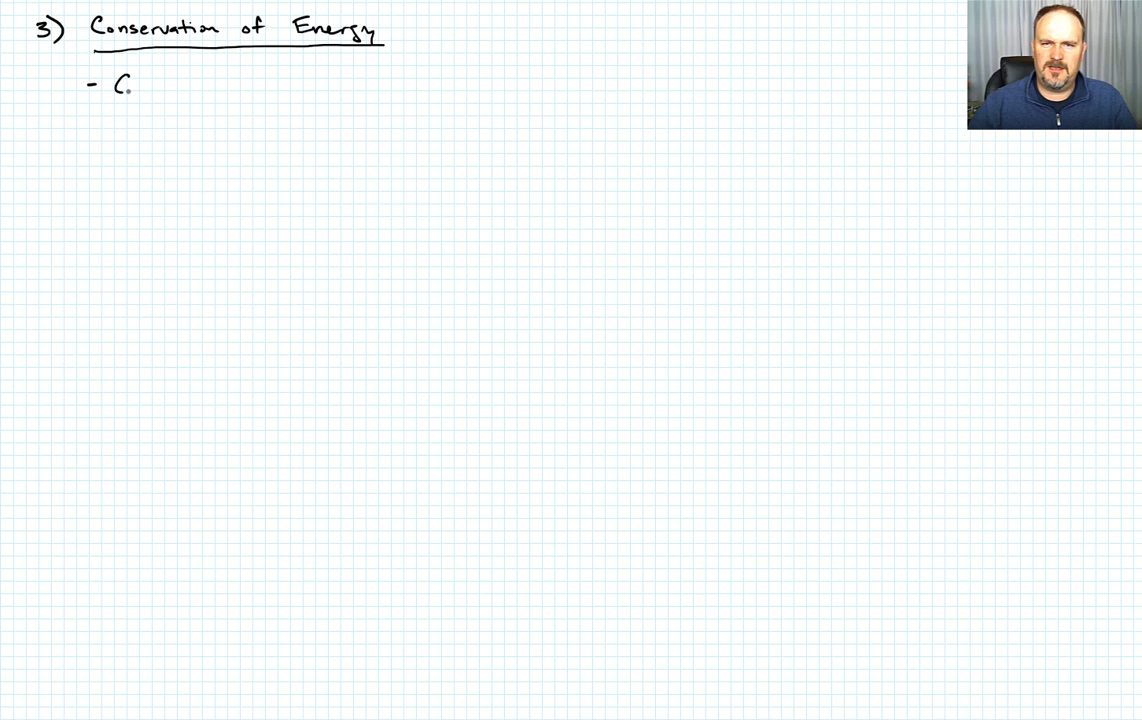 3) Conservation of Energy
- C